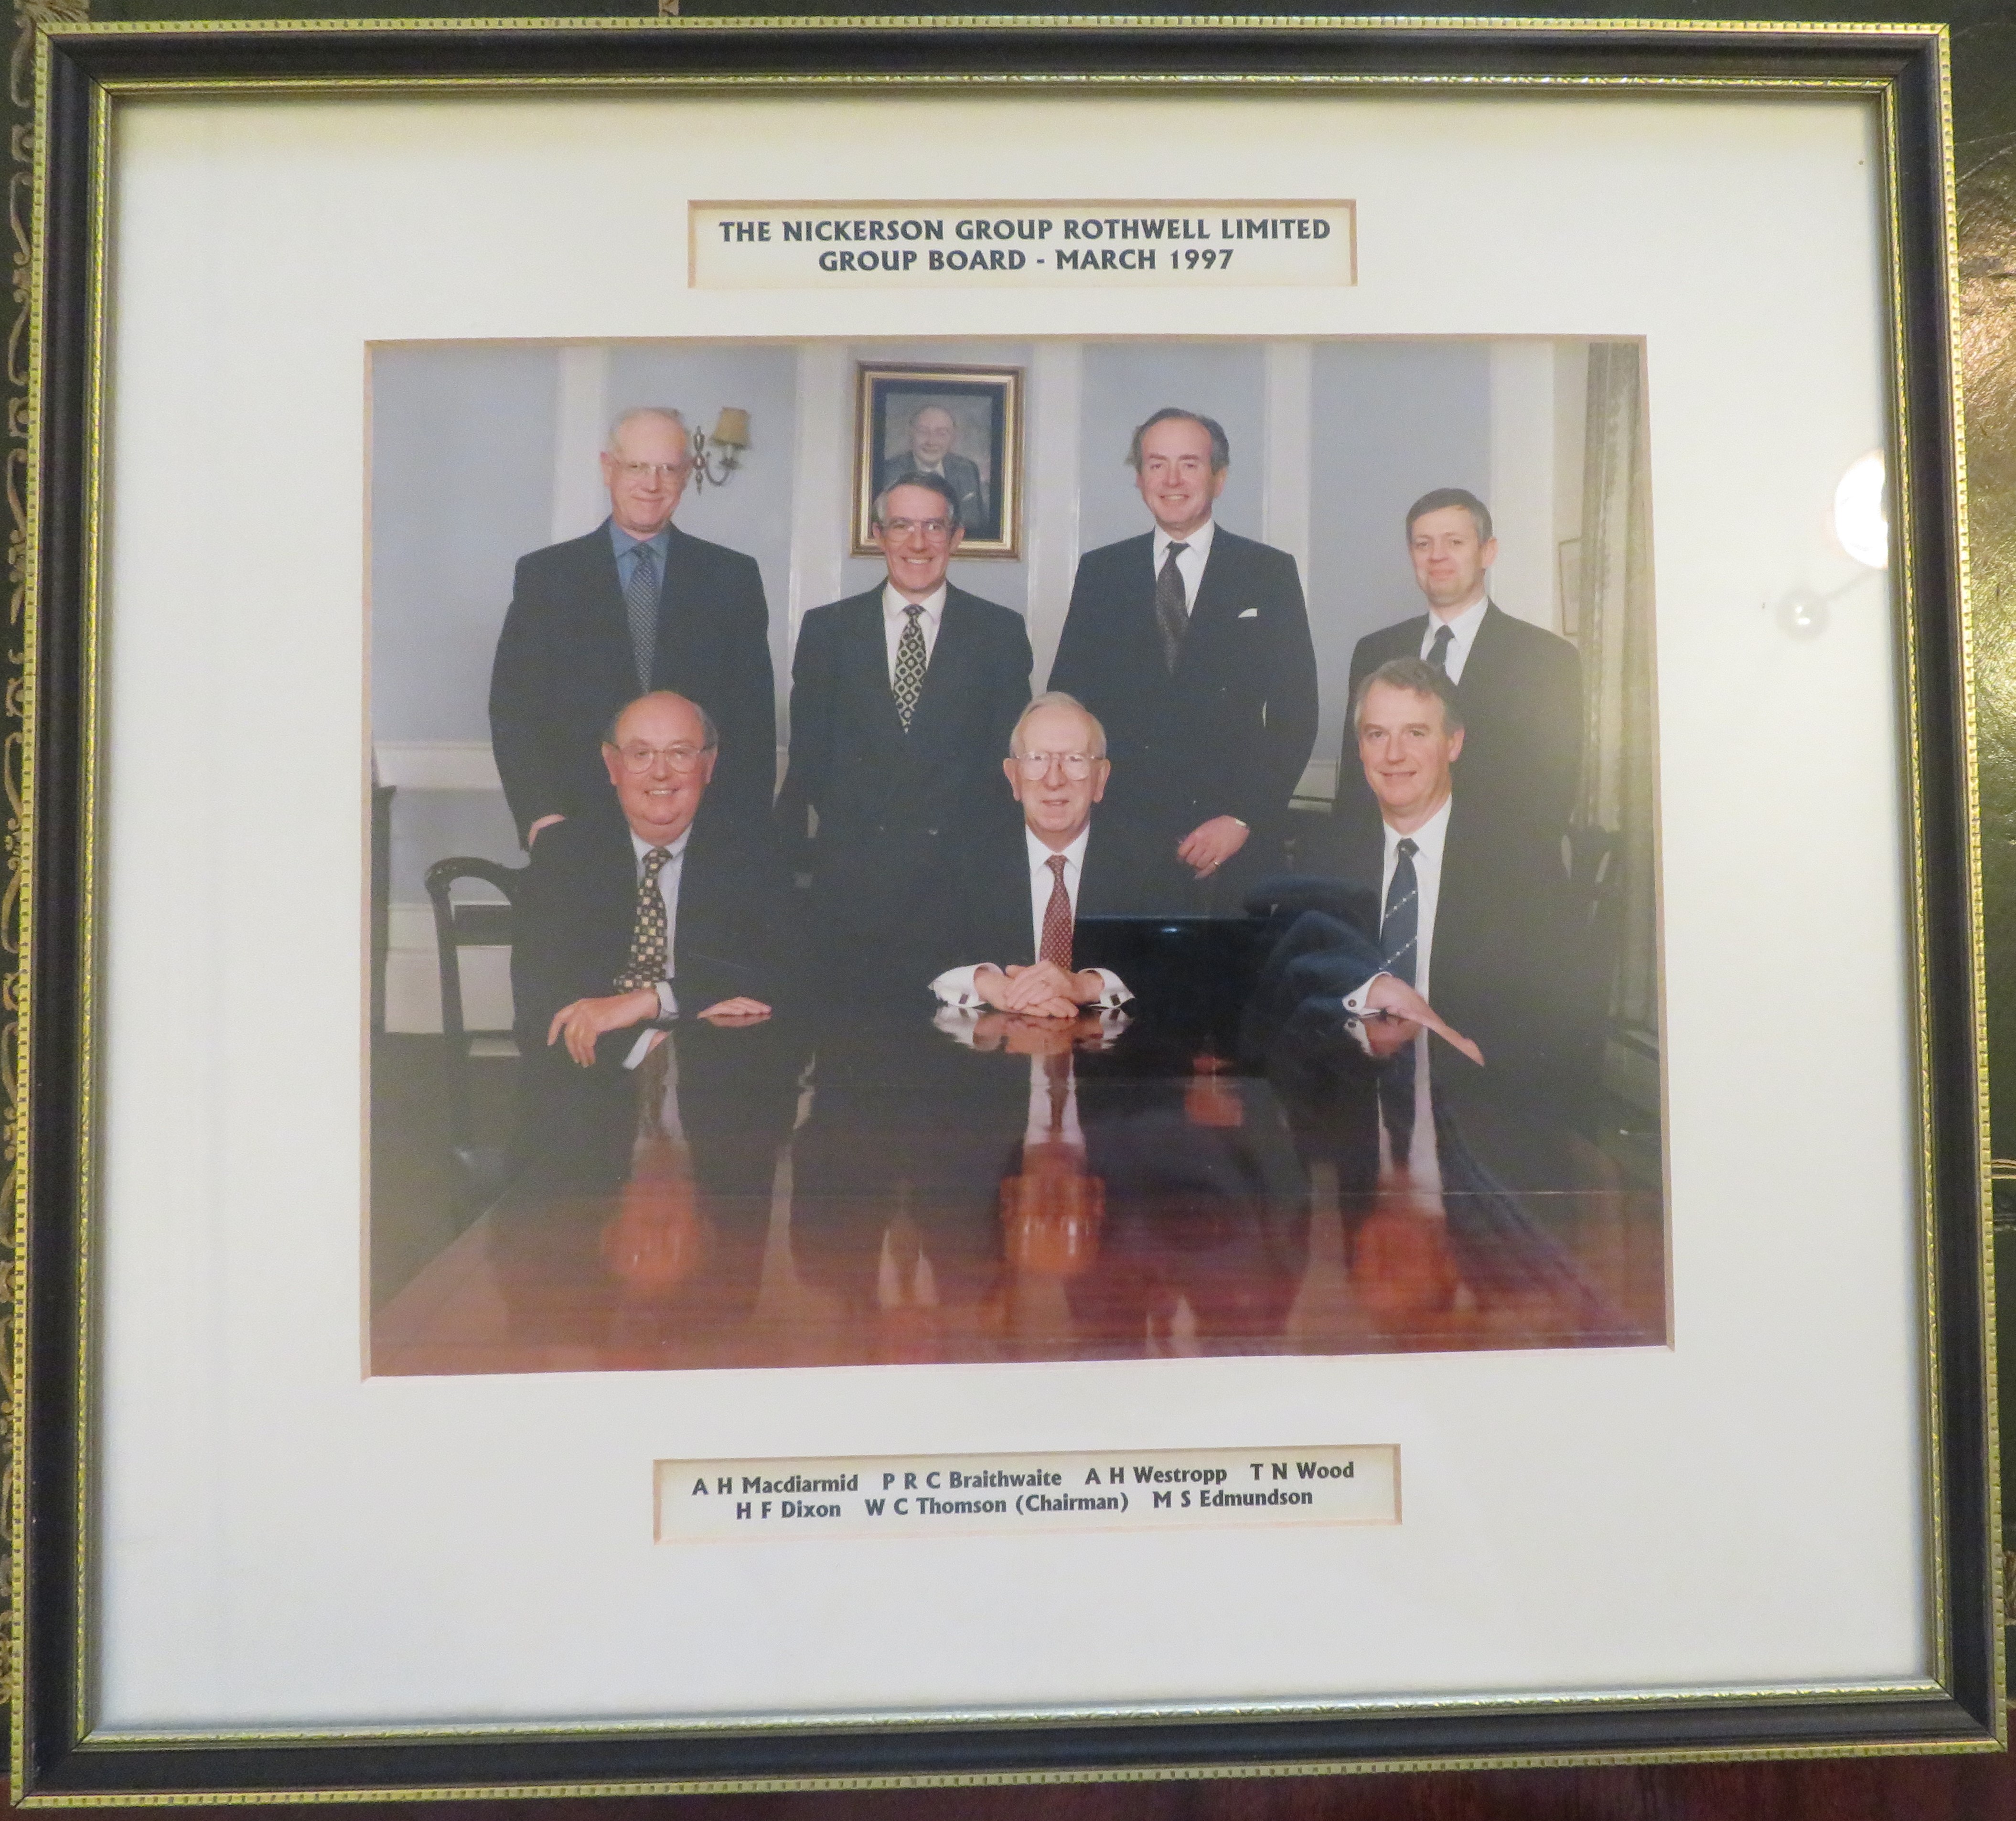 THE NICKERSON GROUP ROTHWELL LIMITED
GROUP BOARD - MARCH 1997
A H Macdiarmid P R C Braithwaite A H Westropp T N Wood
H F Dixon W C Thomson (Chairman) M S Edmundson